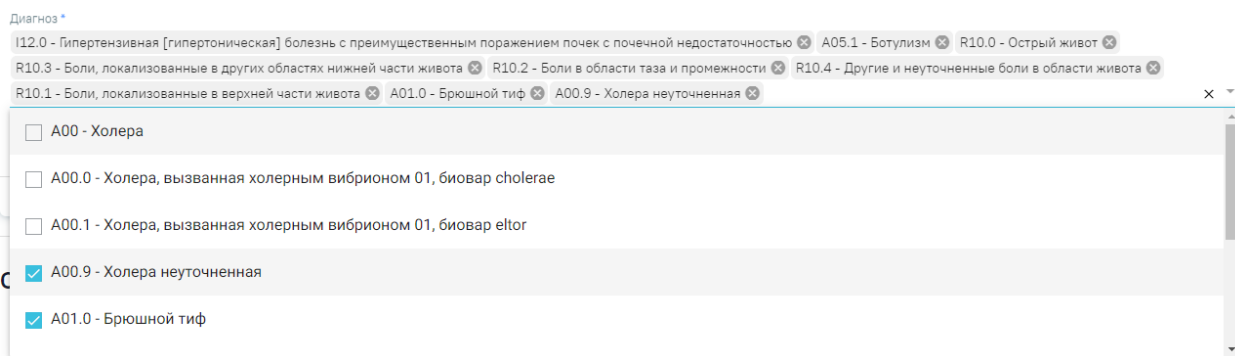 Диагноз *
I12.0 - Гипертензивная [гипертоническая] болезнь с преимущественным поражением почек с почечной недостаточностью A05.1 - Ботулизм R10.0 - Острый живот
R10.3 - Боли, локализованные в других областях нижней части живота R10.2 - Боли в области таза и промежности R10.4 - Другие и неуточненные боли в области живота
R10.1 - Боли, локализованные в верхней части живота A01.0 - Брюшной тиф A00.9 - Холера неуточненная
A00 - Холера
A00.0 - Холера, вызванная холерным вибрионом 01, биовар cholerae
A00.1 - Холера, вызванная холерным вибрионом 01, биовар eltor
A00.9 - Холера неуточненная
A01.0 - Брюшной тиф